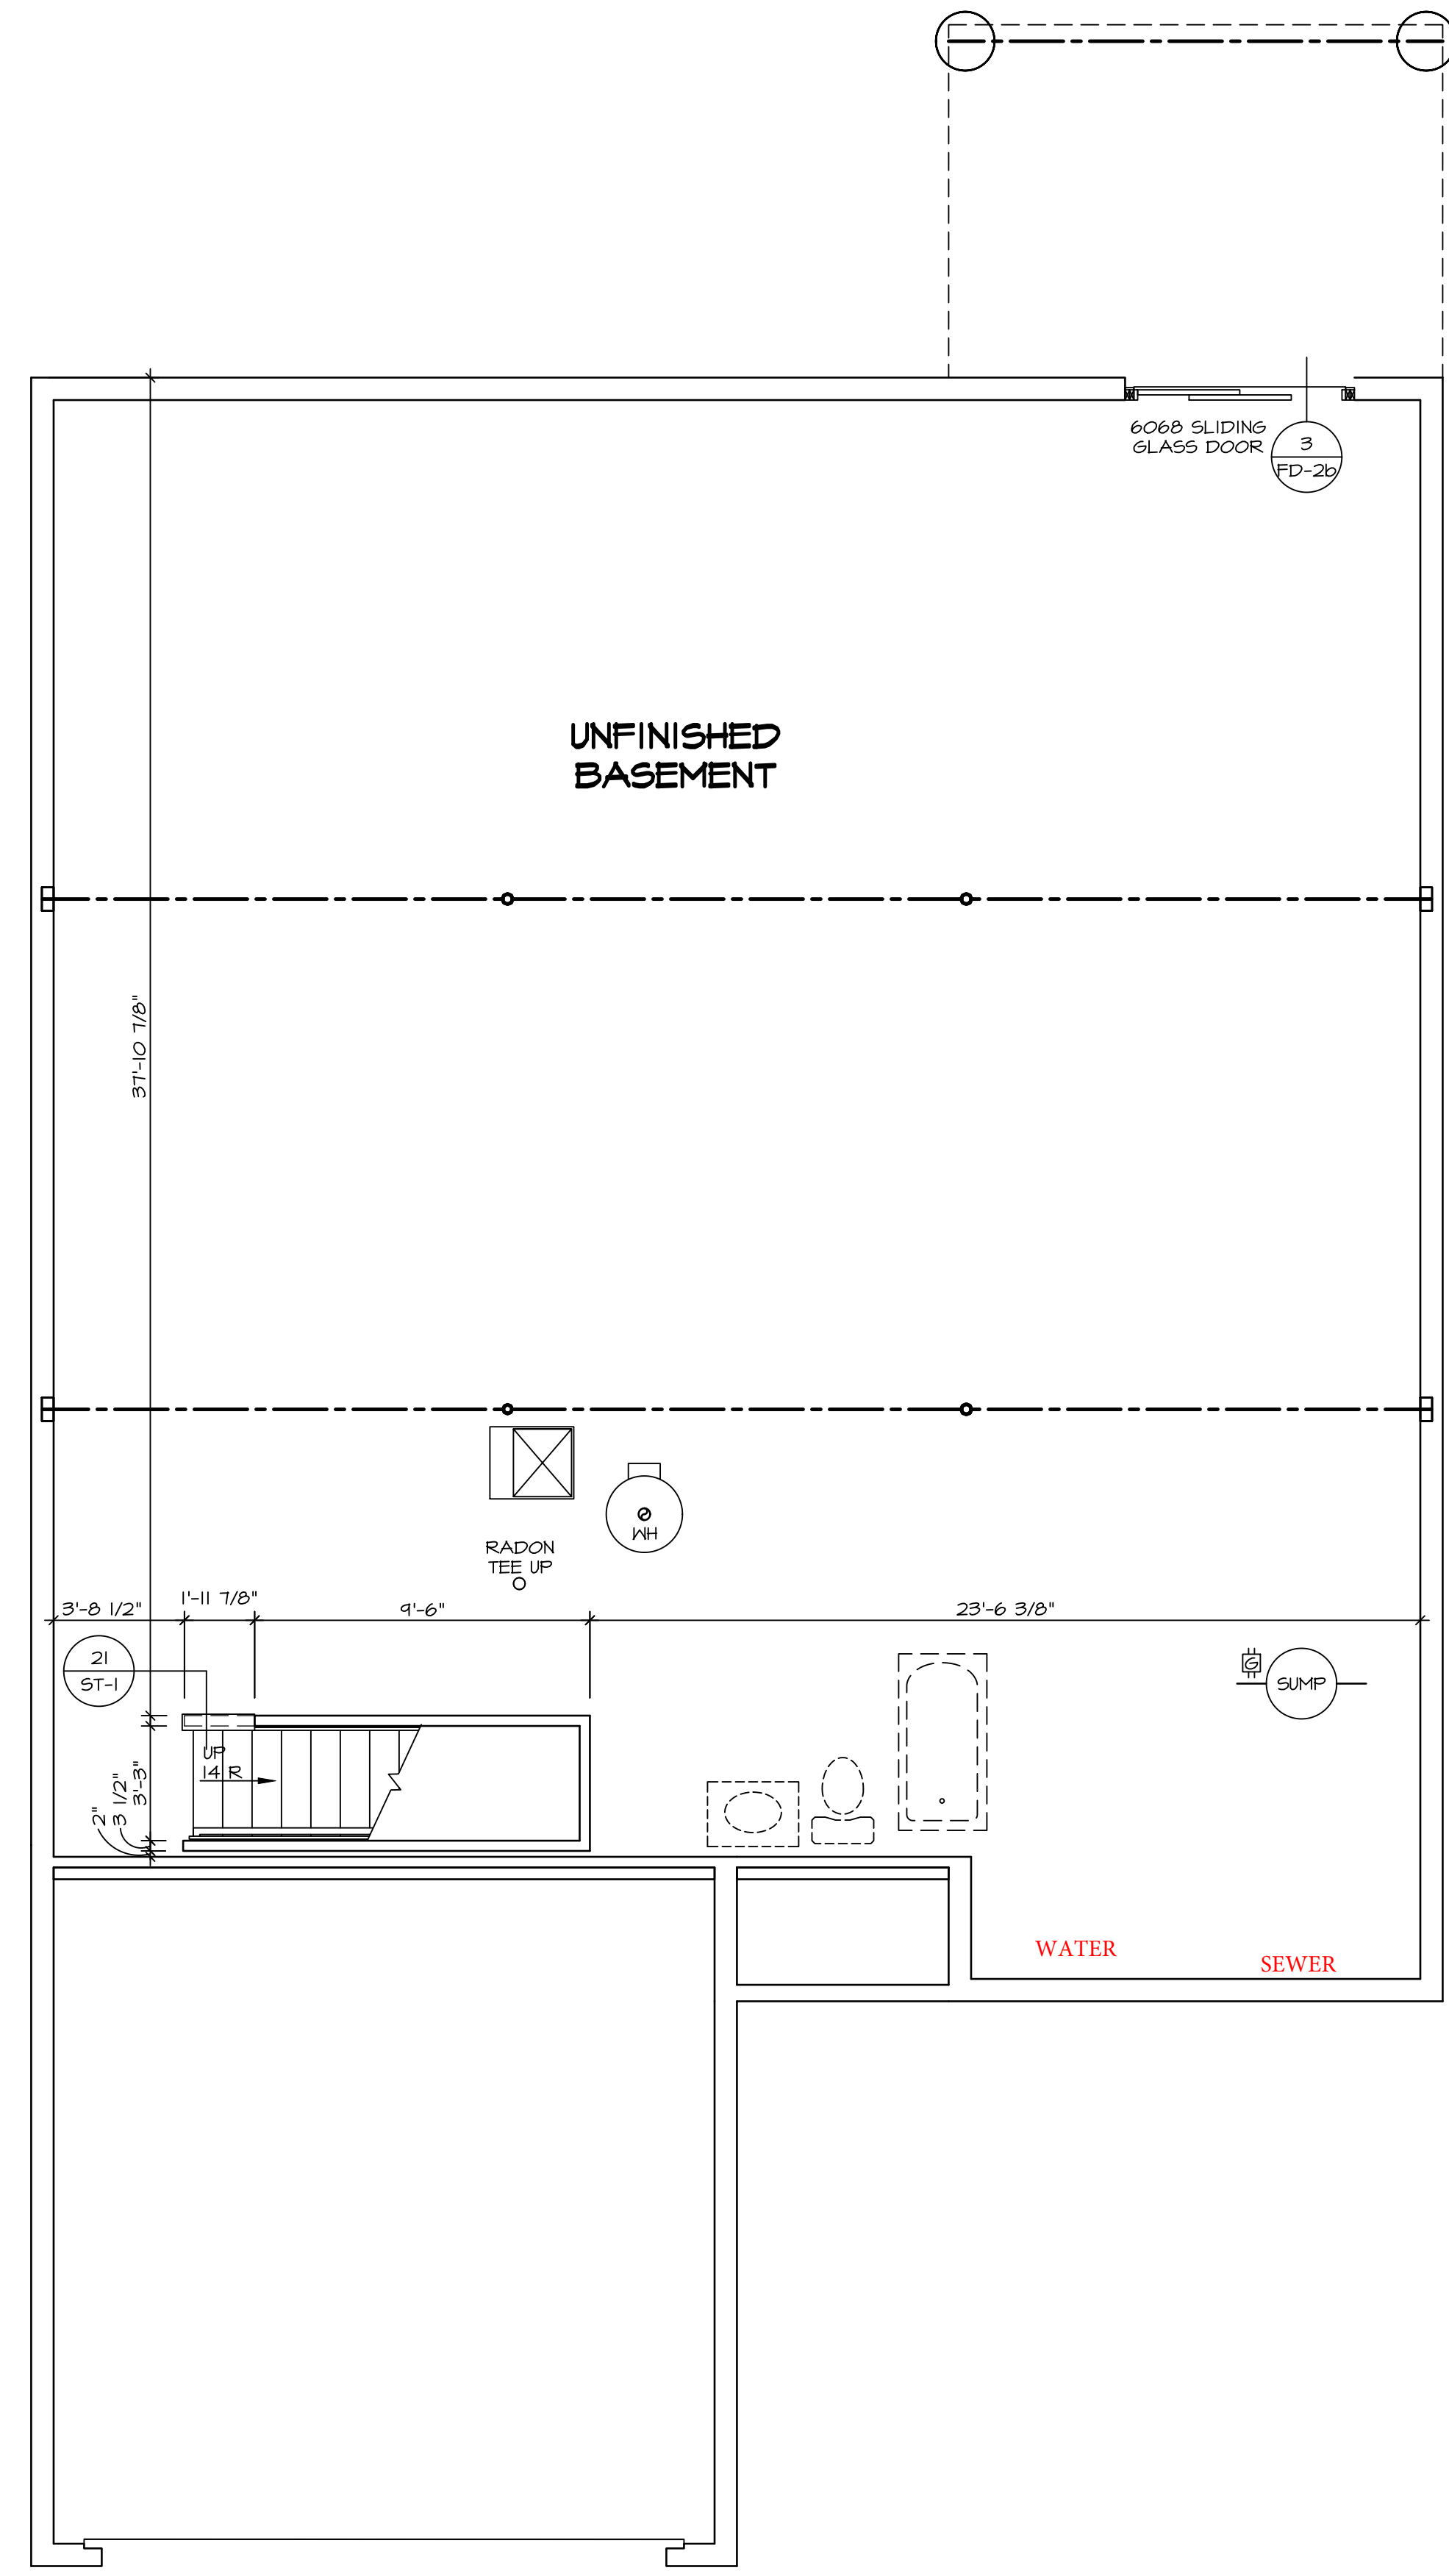 6068 SLIDING
GLASS DOOR
3
FD-2b
UNFINISHED
BASEMENT
37'-10 7/8"
WH
RADON
TEE UP
3'-8 1/2"
1'-11 7/8"
9'-6"
23'-6 3/8"
21
ST-1
G
SUMP
UP
14 R
2"
3 1/2"
3'-3"
WATER
SEWER